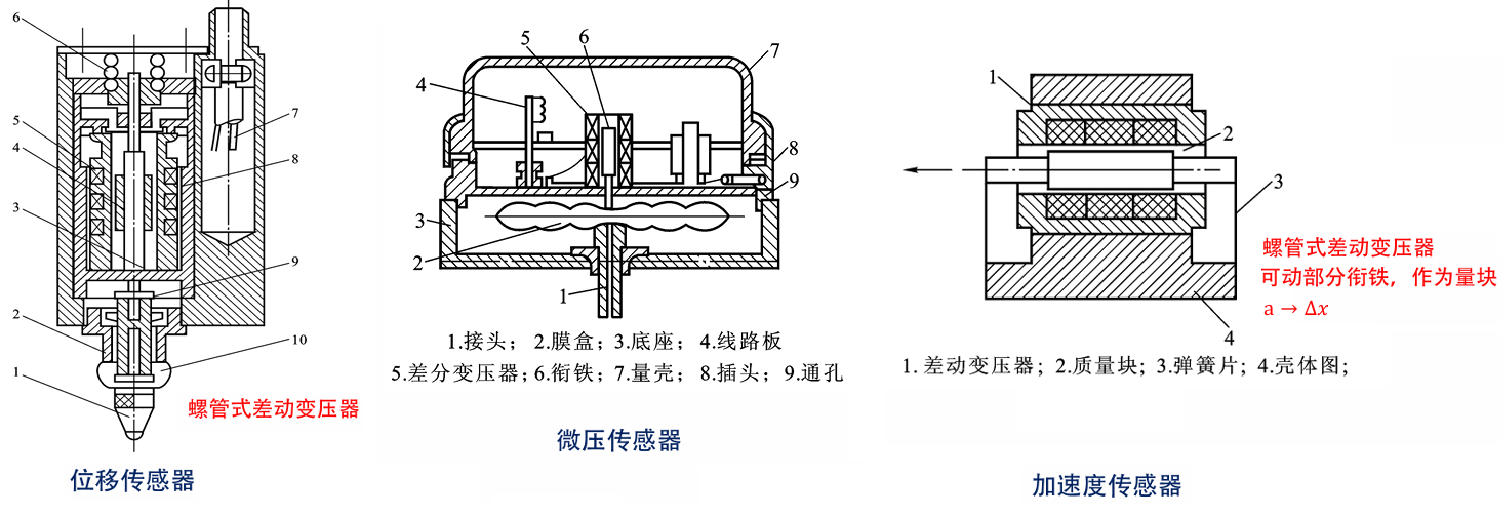 6
1
5
4
3
2
1
7
8
9
10
螺管式差动变压器
位移传感器
5
6
7
4
8
9
3
2
1
1.接头；2.膜盒；3.底座；4.线路板
5.差分变压器；6.衔铁；7.量壳；8.插头；9.通孔
微压传感器
1
2
3
4
螺管式差动变压器
可动部分衔铁，作为量块
a→Δx
1.差动变压器；2.质量块；3.弹簧片；4.壳体图；
加速度传感器